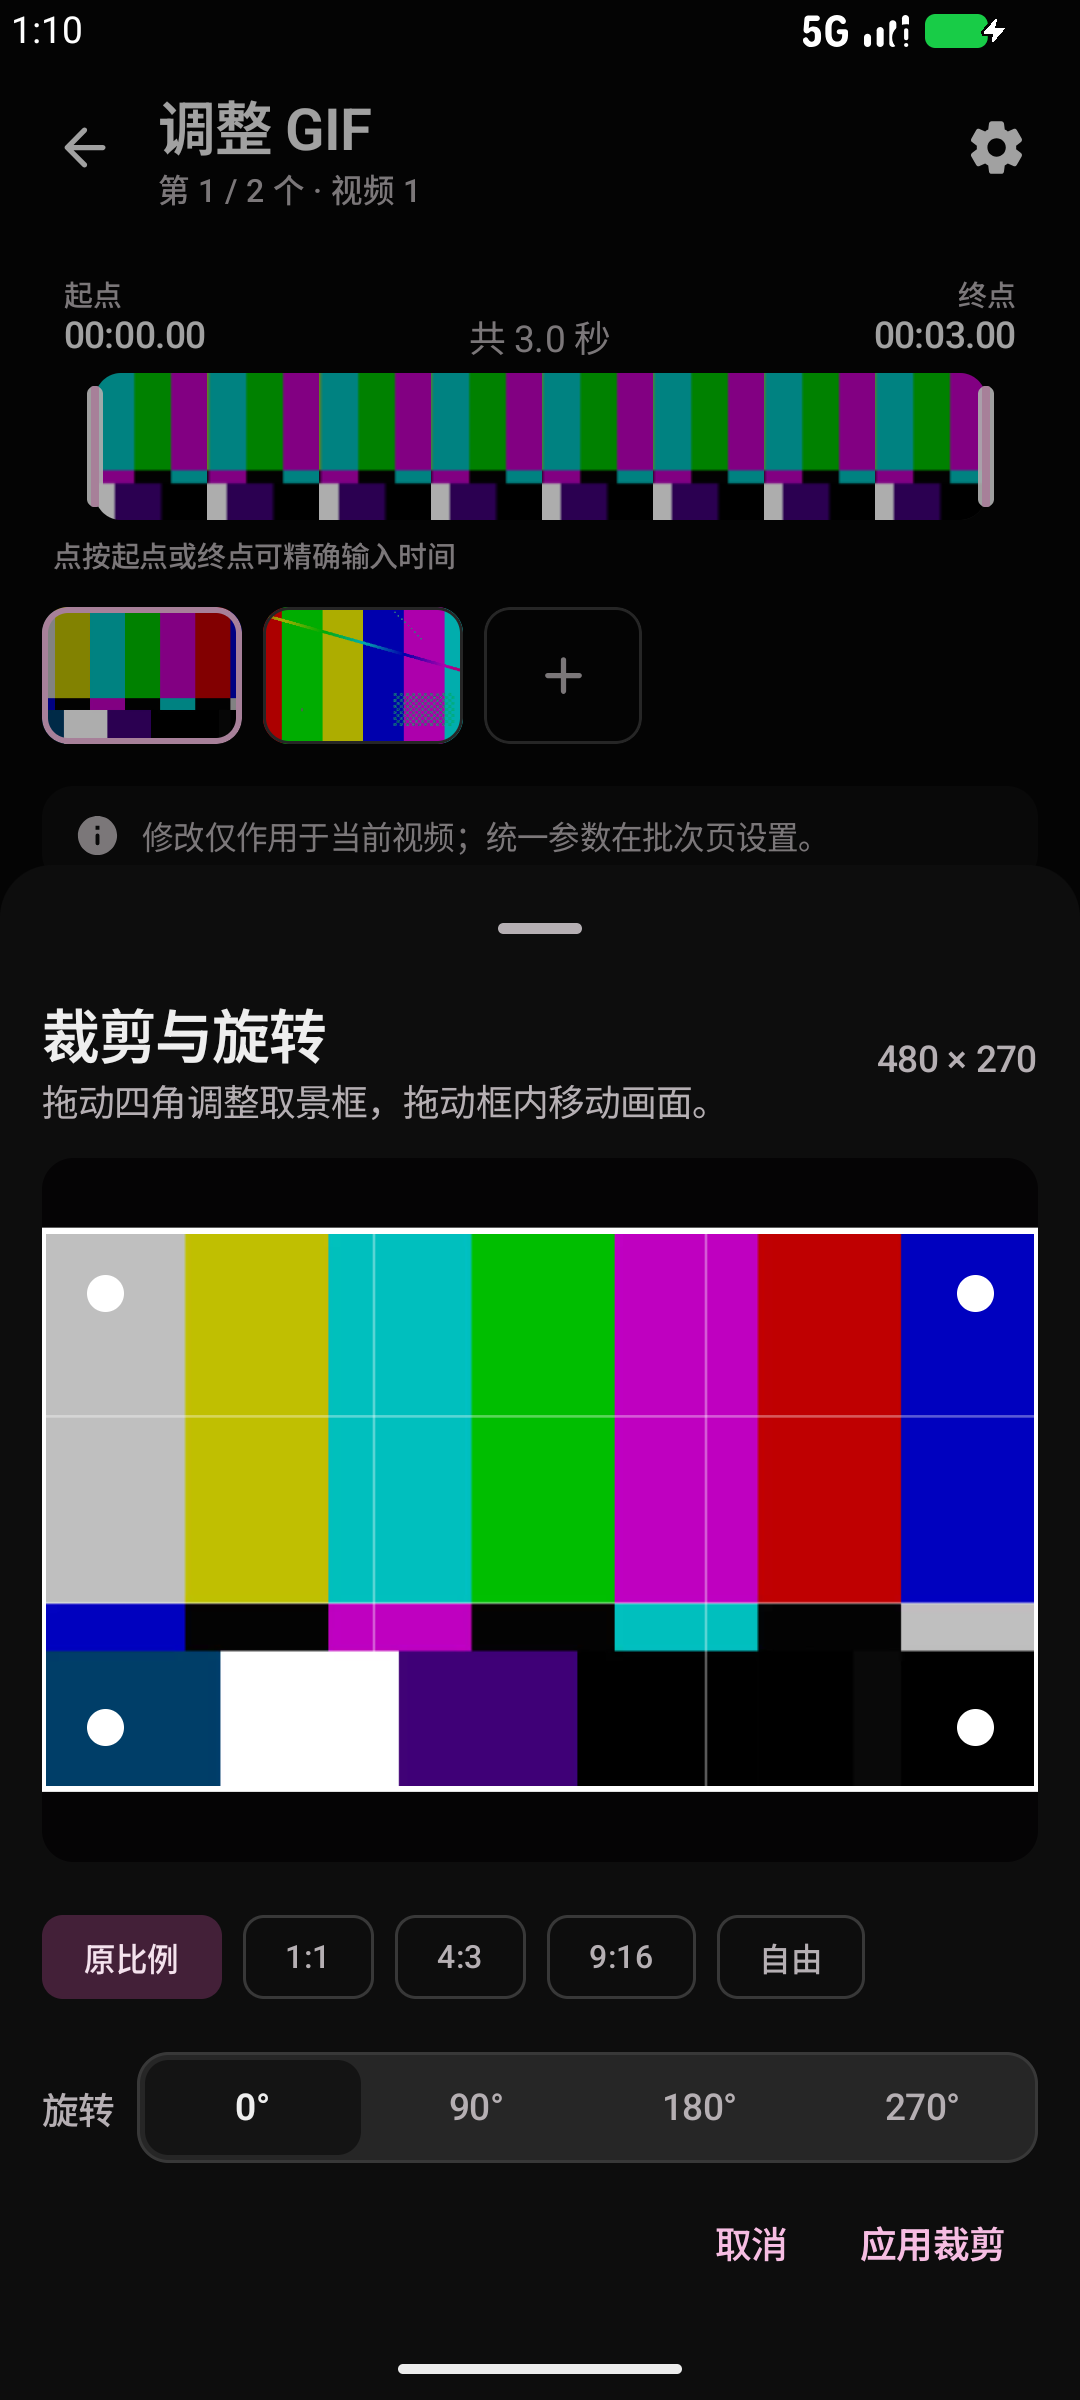 1:10
5G
调整 GIF
第 1 / 2 个 · 视频 1
起点
终点
00:00.00
共 3.0 秒
00:03.00
点按起点或终点可精确输入时间
修改仅作用于当前视频；统一参数在批次页设置。
裁剪与旋转
480 × 270
拖动四角调整取景框，拖动框内移动画面。
原比例
1:1
4:3
9:16
自由
旋转
0°
90°
180°
270°
取消
应用裁剪